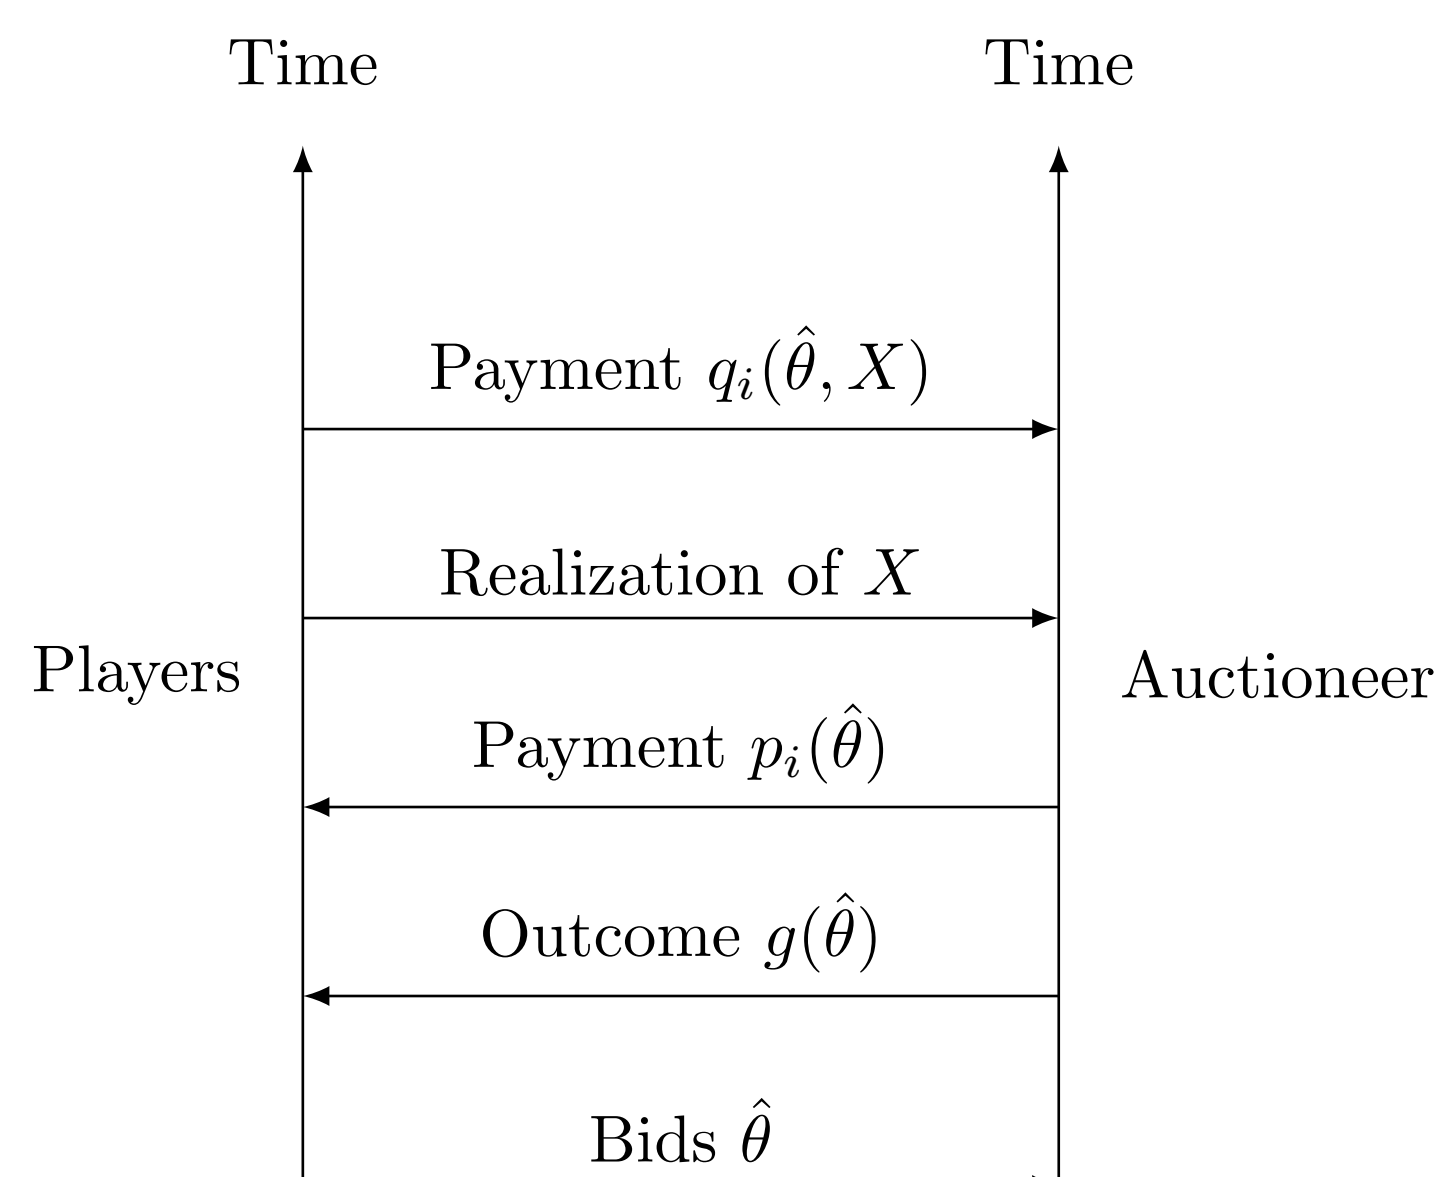 Time
Time
Payment $q_i(\hat{\theta}, X)$
Realization of $X$
Players
Auctioneer
Payment $p_i(\hat{\theta})$
Outcome $g(\hat{\theta})$
Bids $\hat{\theta}$